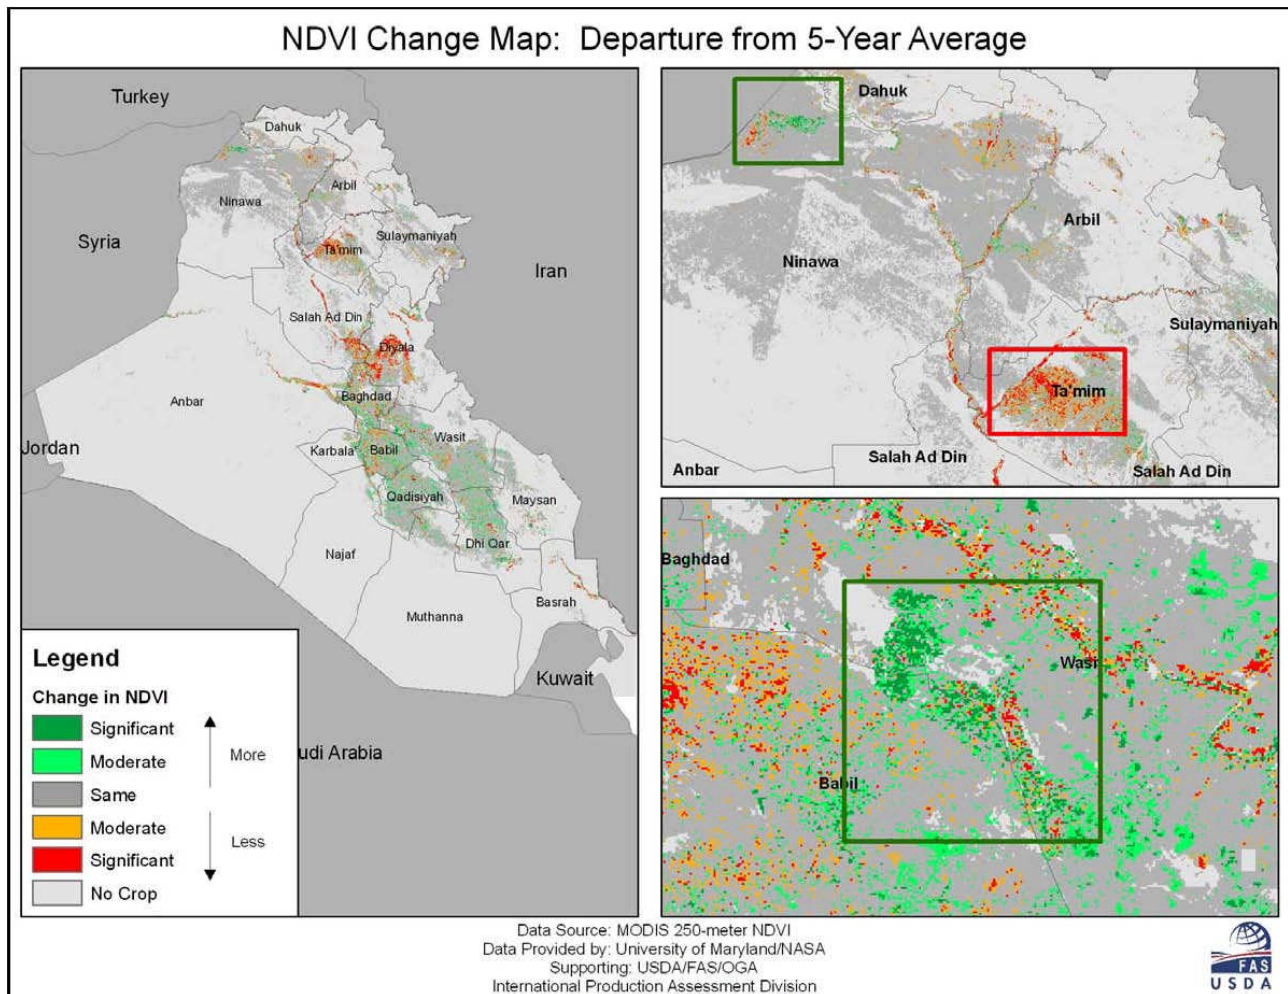 NDVI Change Map: Departure from 5-Year Average
Turkey
Dahuk
Ninawa
Arbil
Syria
Ta'mim
Sulaymaniyah
Iran
Salah Ad Din
Diyala
Anbar
Baghdad
Jordan
Karbala
Babil
Wasit
Qadisiyah
Maysan
Najaf
Dhi Qar
Muthanna
Basrah
Kuwait
udi Arabia
Legend
Change in NDVI
Significant
Moderate
More
Same
Moderate
Less
Significant
No Crop
Dahuk
Arbil
Ninawa
Sulaymaniyah
Ta'mim
Salah Ad Din
Anbar
Salah Ad Din
Baghdad
Wasi
Babil
Data Source: MODIS 250-meter NDVI
Data Provided by: University of Maryland/NASA
Supporting: USDA/FAS/OGA
International Production Assessment Division
FAS
USDA